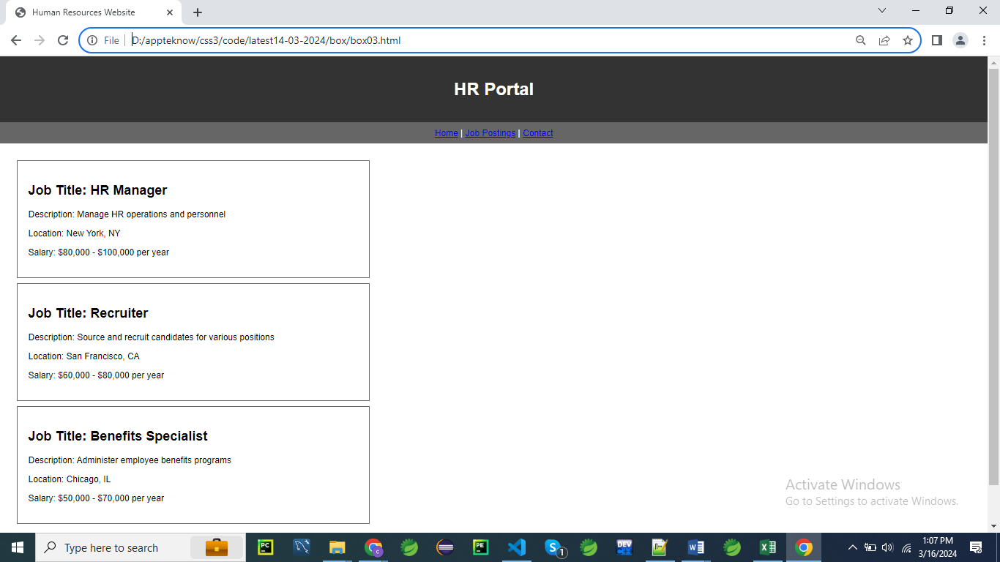 Human Resources Website
File
D:/appteknow/css3/code/latest14-03-2024/box/box03.html
HR Portal
Home | Job Postings | Contact
Job Title: HR Manager
Description: Manage HR operations and personnel
Location: New York, NY
Salary: $80,000 - $100,000 per year
Job Title: Recruiter
Description: Source and recruit candidates for various positions
Location: San Francisco, CA
Salary: $60,000 - $80,000 per year
Job Title: Benefits Specialist
Description: Administer employee benefits programs
Location: Chicago, IL
Salary: $50,000 - $70,000 per year
Activate Windows
Go to Settings to activate Windows.
Type here to search
PC
G
PE
S
1
DEV
W
X
1:07 PM
3/16/2024